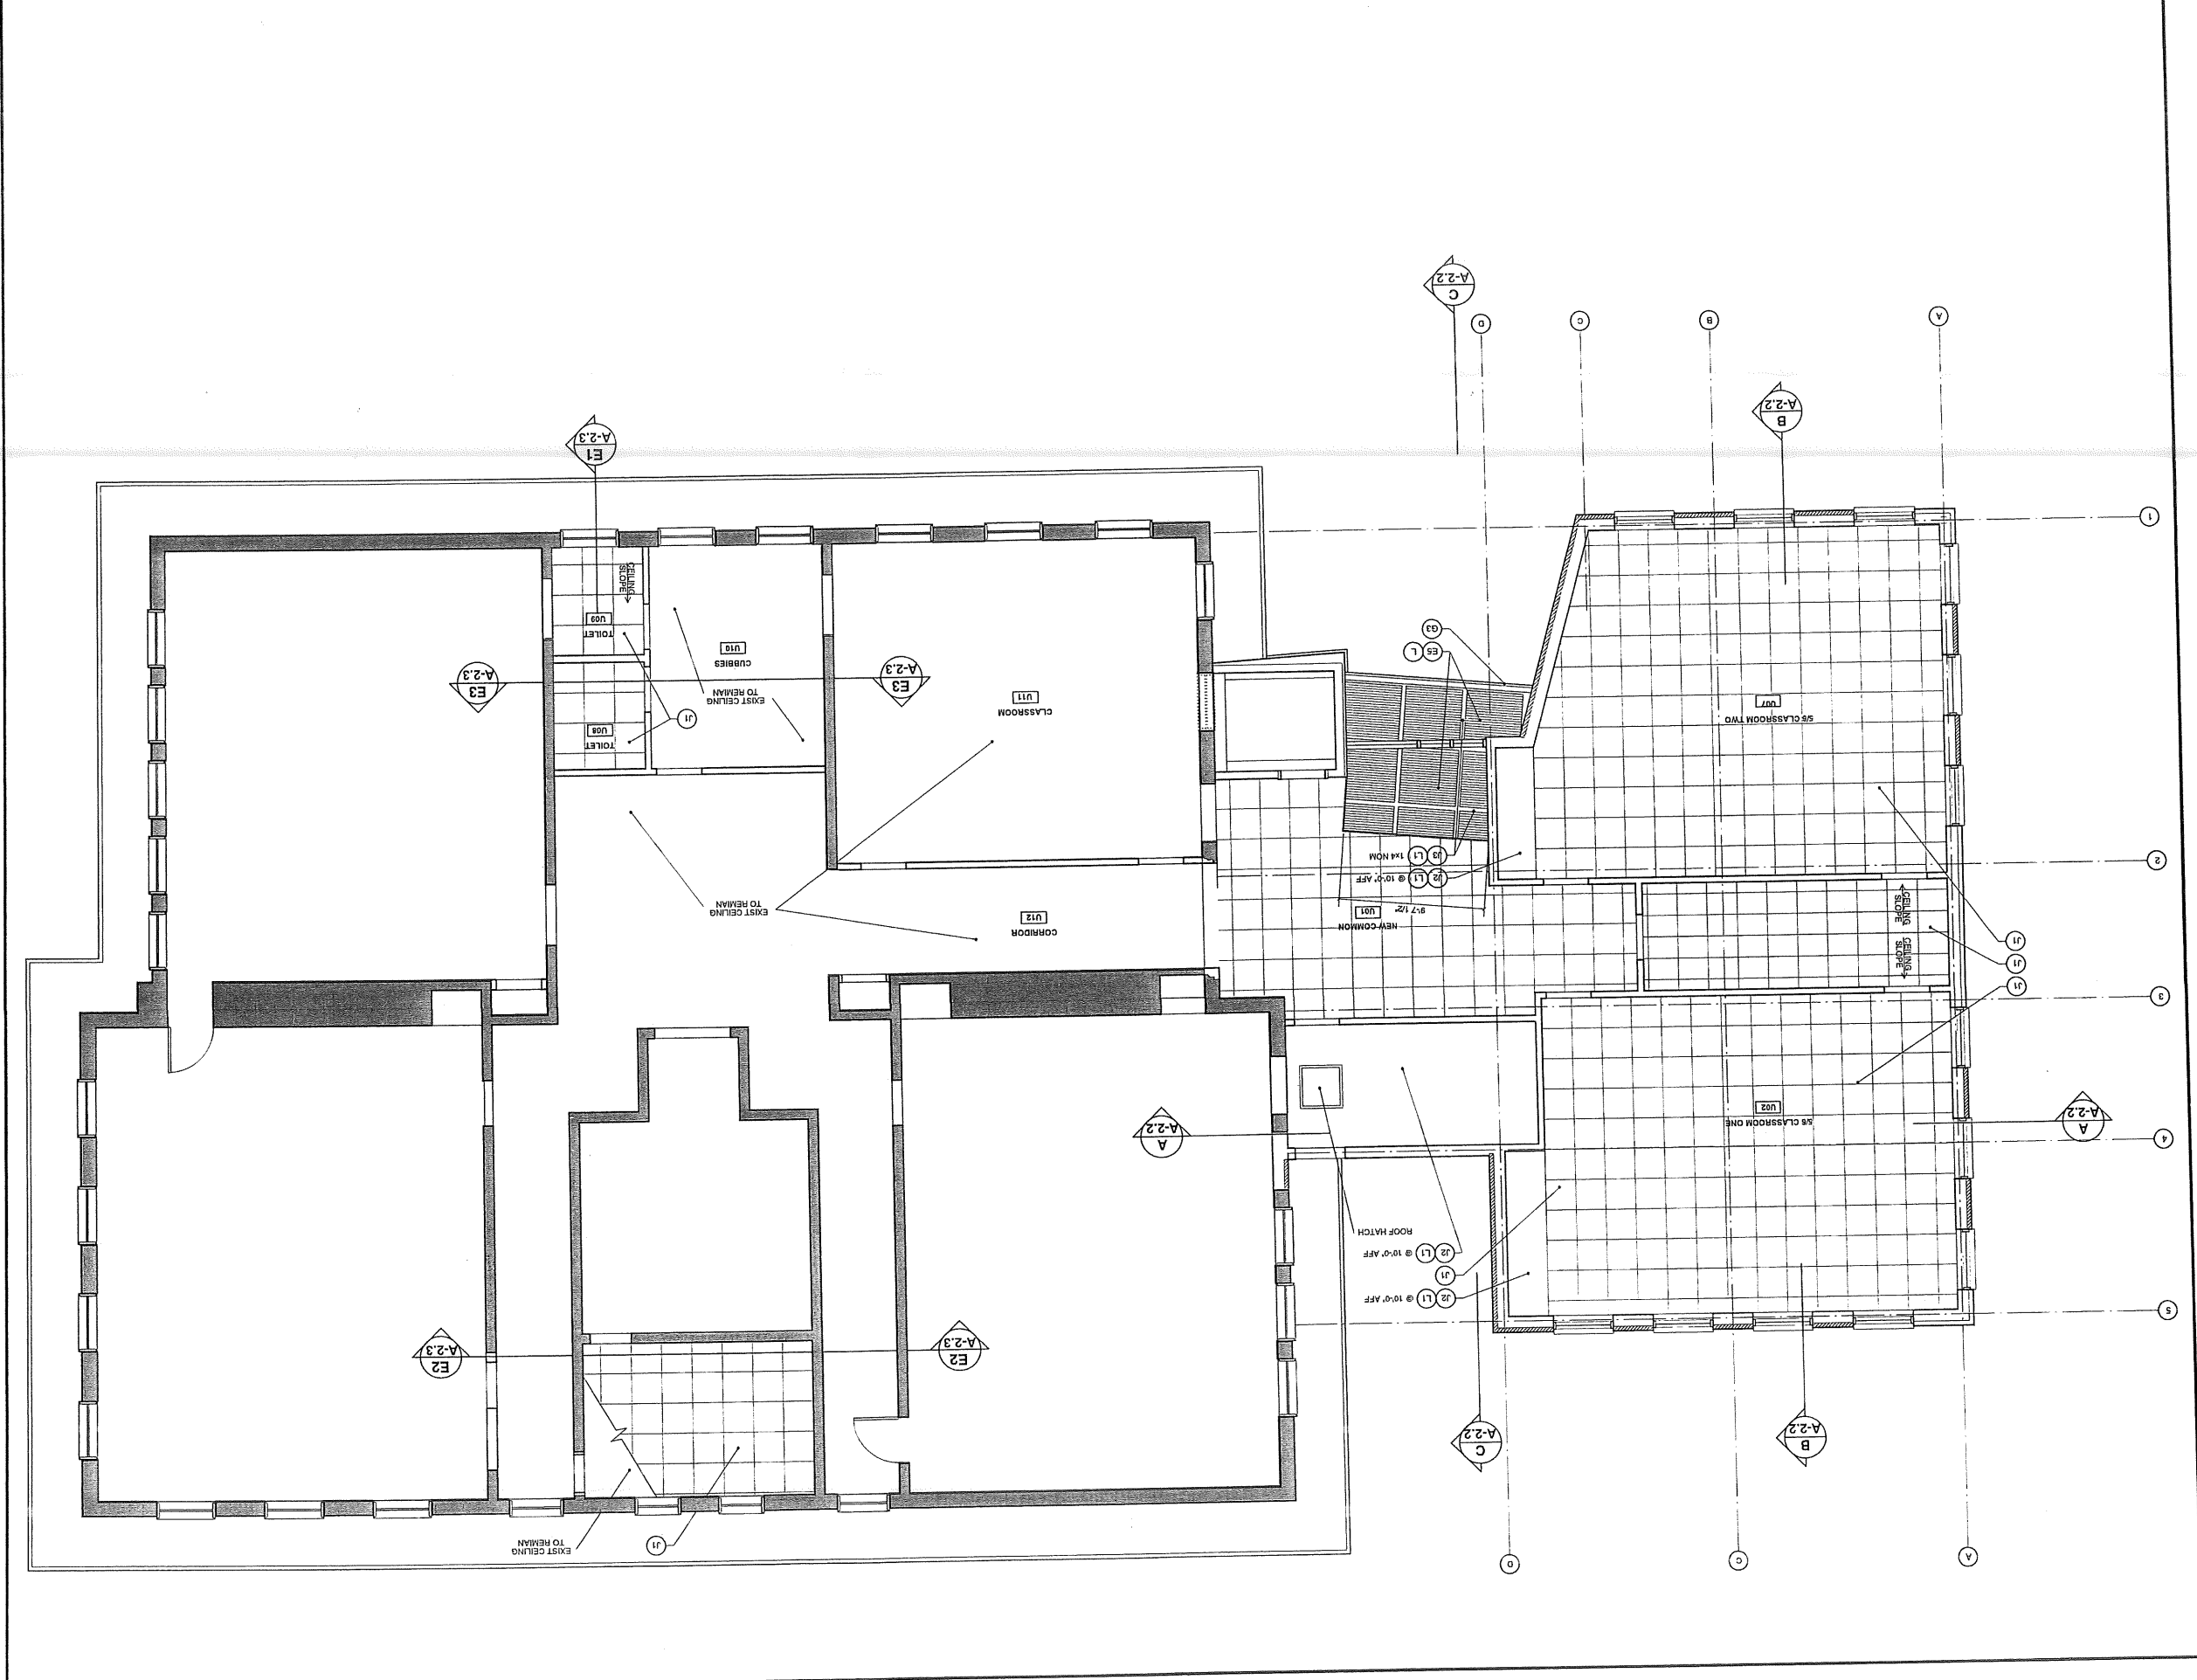 A
C
D
J1
EXIST CEILING
TO REMIAN
B
A-2.2
C
A-2.2
E2
A-2.3
E2
A-2.3
5
J2 L1 @ 10'-0" AFF
J1
J2 L1 @ 10'-0" AFF
ROOF HATCH
4
A
A-2.2
5/6 CLASSROOM ONE
U02
A
A-2.2
3
J1
J1
J1
CEILING
SLOPE
CEILING
SLOPE
NEW COMMON
U01
9'-7 1/2"
CORRIDOR
U12
EXIST CEILING
TO REMIAN
2
J2 L1 @ 10'-0" AFF
J3 L1 1x4 NOM
5/6 CLASSROOM TWO
U07
CLASSROOM
U11
E3
A-2.3
EXIST CEILING
TO REMIAN
J1
TOILET
U08
E3
A-2.3
CUBBIES
U10
TOILET
U09
CEILING
SLOPE
E5 L
G3
1
E1
A-2.3
B
A-2.2
A
B
C
D
C
A-2.2